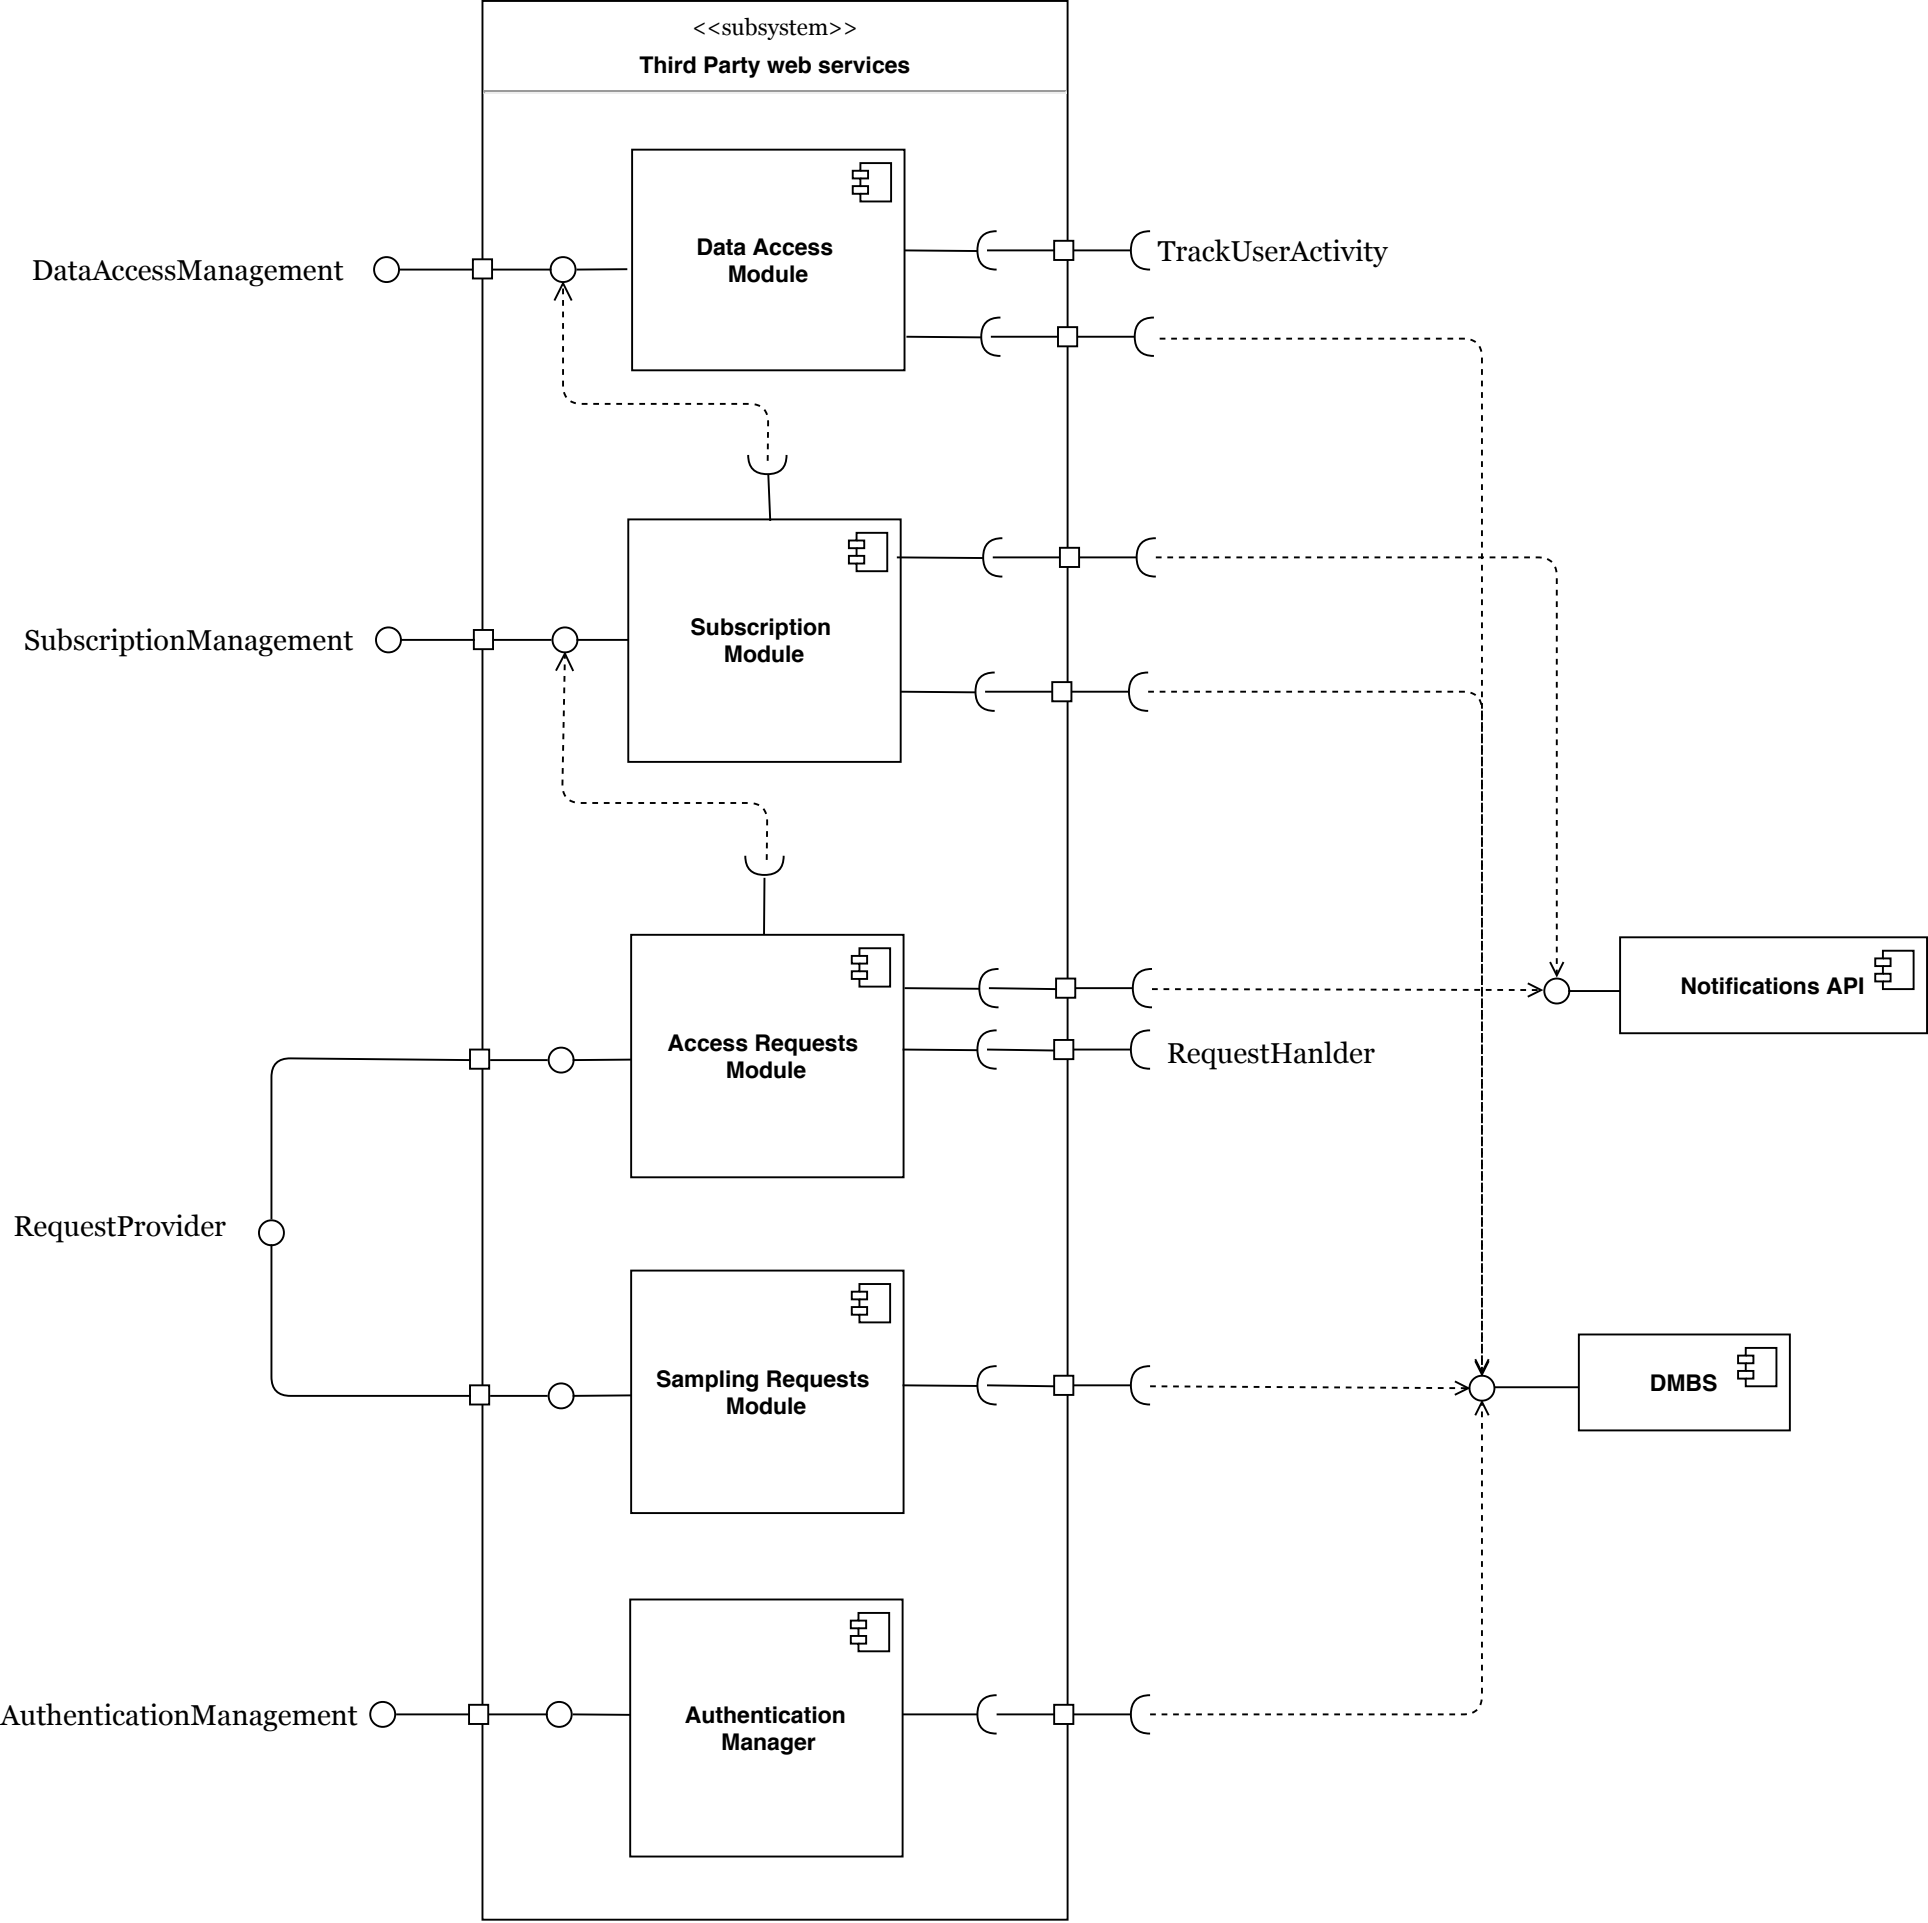 <<subsystem>>
Third Party web services
Data Access
Module
TrackUserActivity
DataAccessManagement
Subscription
Module
SubscriptionManagement
Notifications API
Access Requests
Module
RequestHanlder
RequestProvider
Sampling Requests
Module
DMBS
Authentication
Manager
AuthenticationManagement